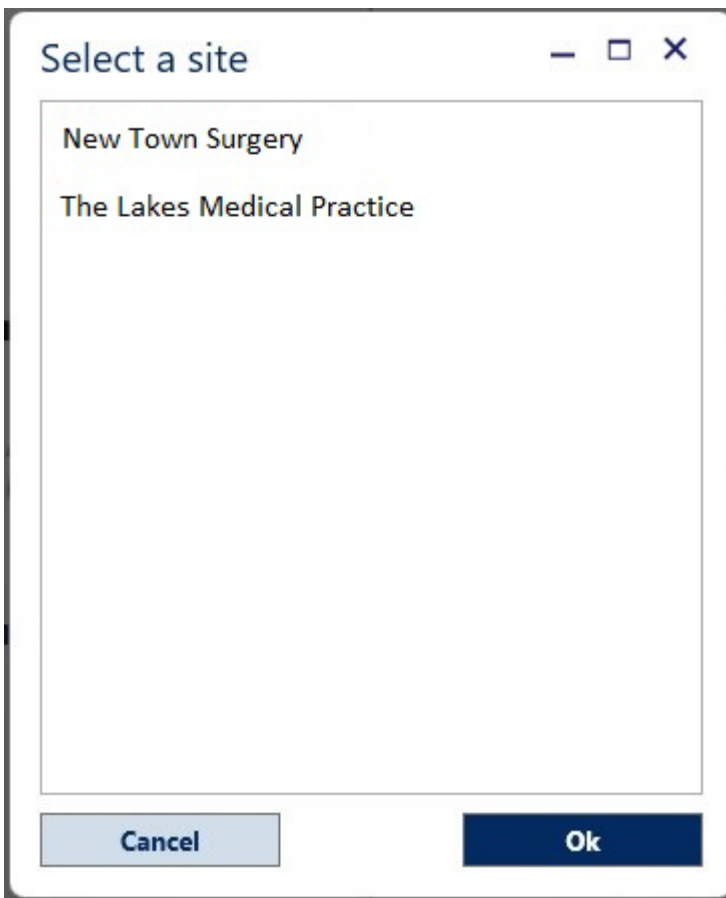 Select a site
New Town Surgery
The Lakes Medical Practice
Cancel
Ok